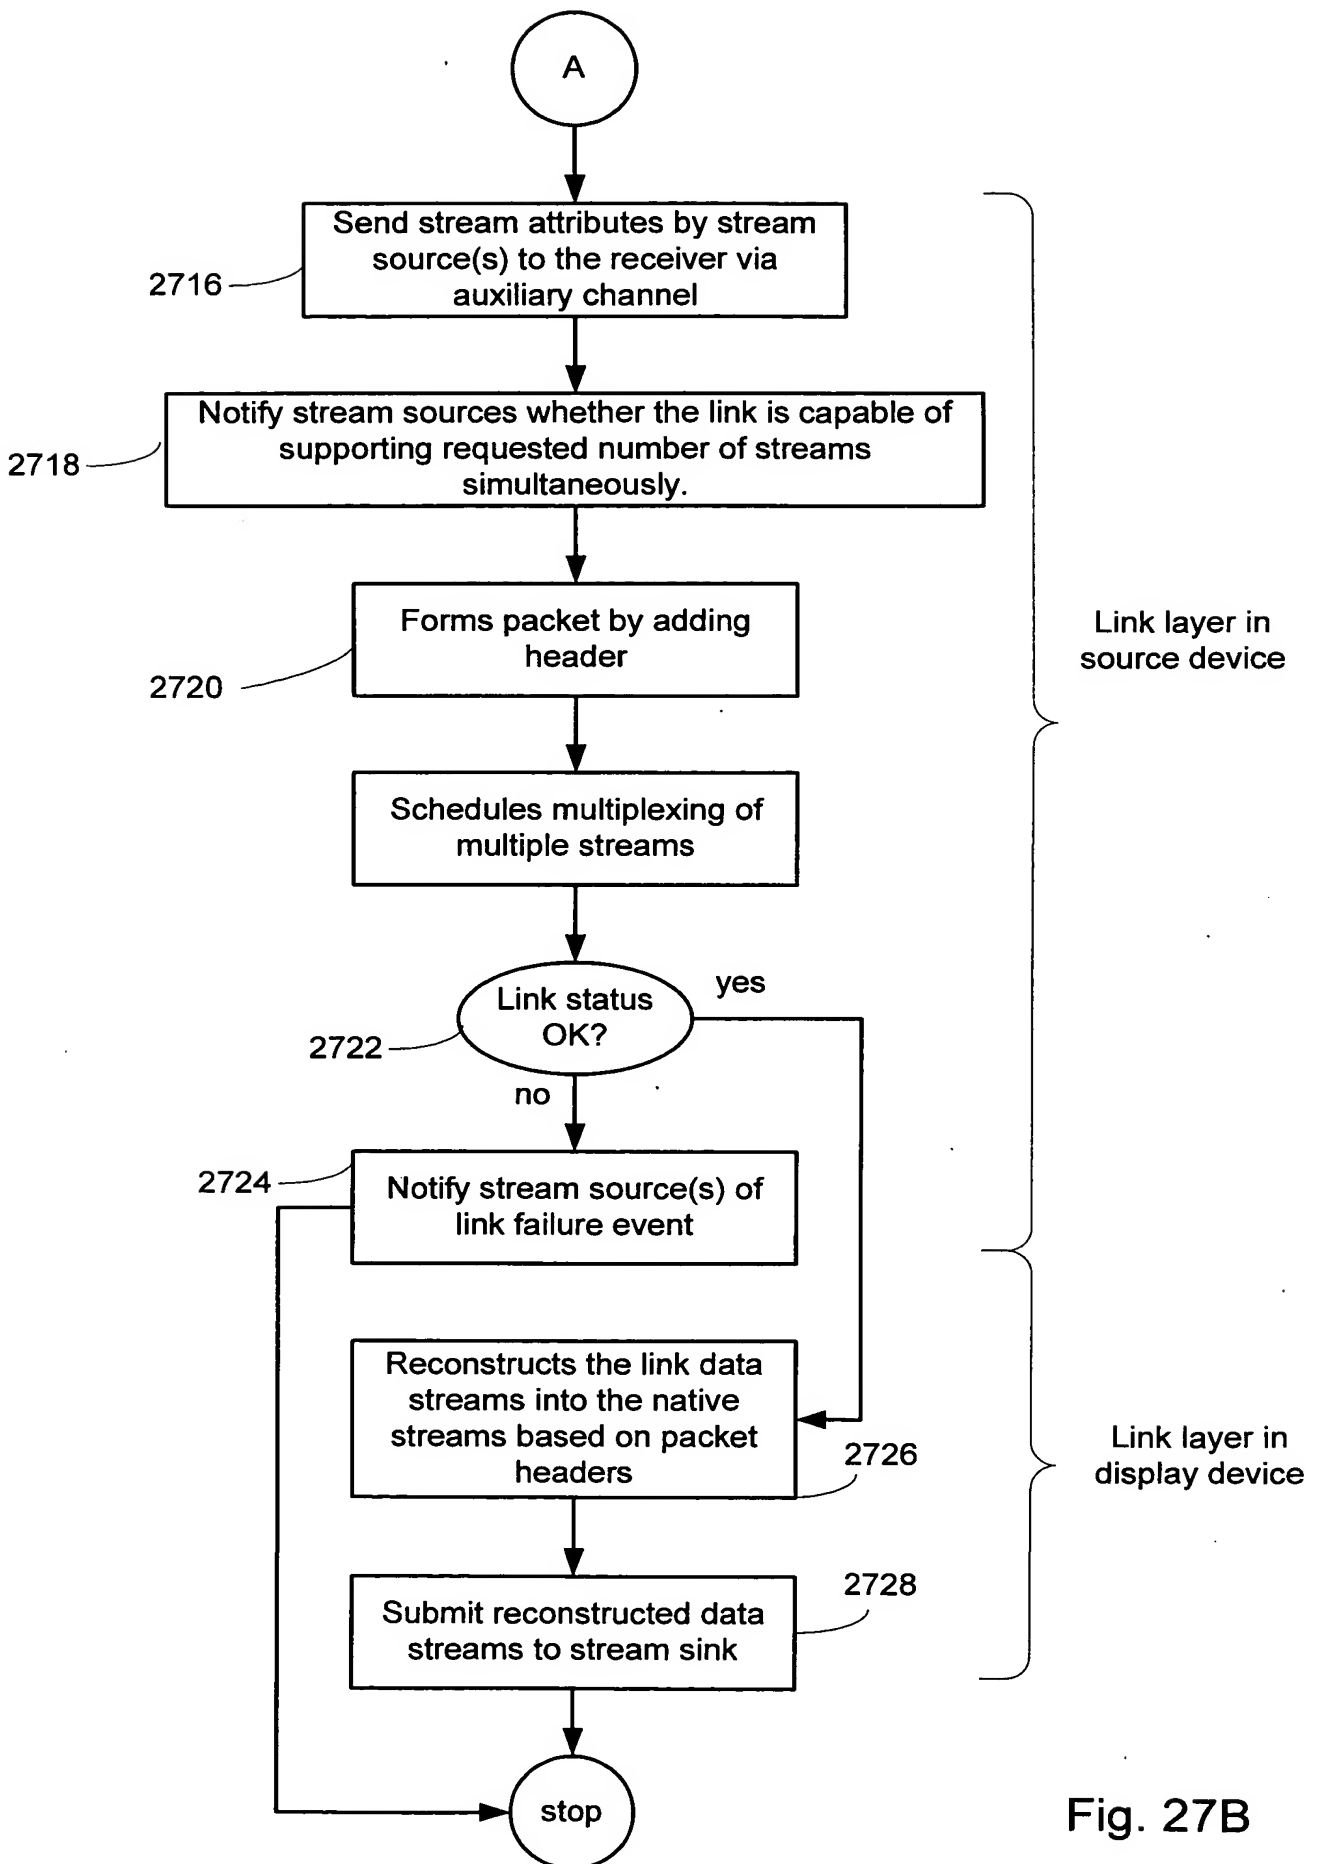 A
Send stream attributes by stream
source(s) to the receiver via
auxiliary channel
2716
Notify stream sources whether the link is capable of
supporting requested number of streams
simultaneously.
2718
Forms packet by adding
header
2720
Link layer in
source device
Schedules multiplexing of
multiple streams
Link status
OK?
yes
2722
no
2724
Notify stream source(s) of
link failure event
Reconstructs the link data
streams into the native
streams based on packet
headers
2726
Link layer in
display device
2728
Submit reconstructed data
streams to stream sink
stop
Fig. 27B